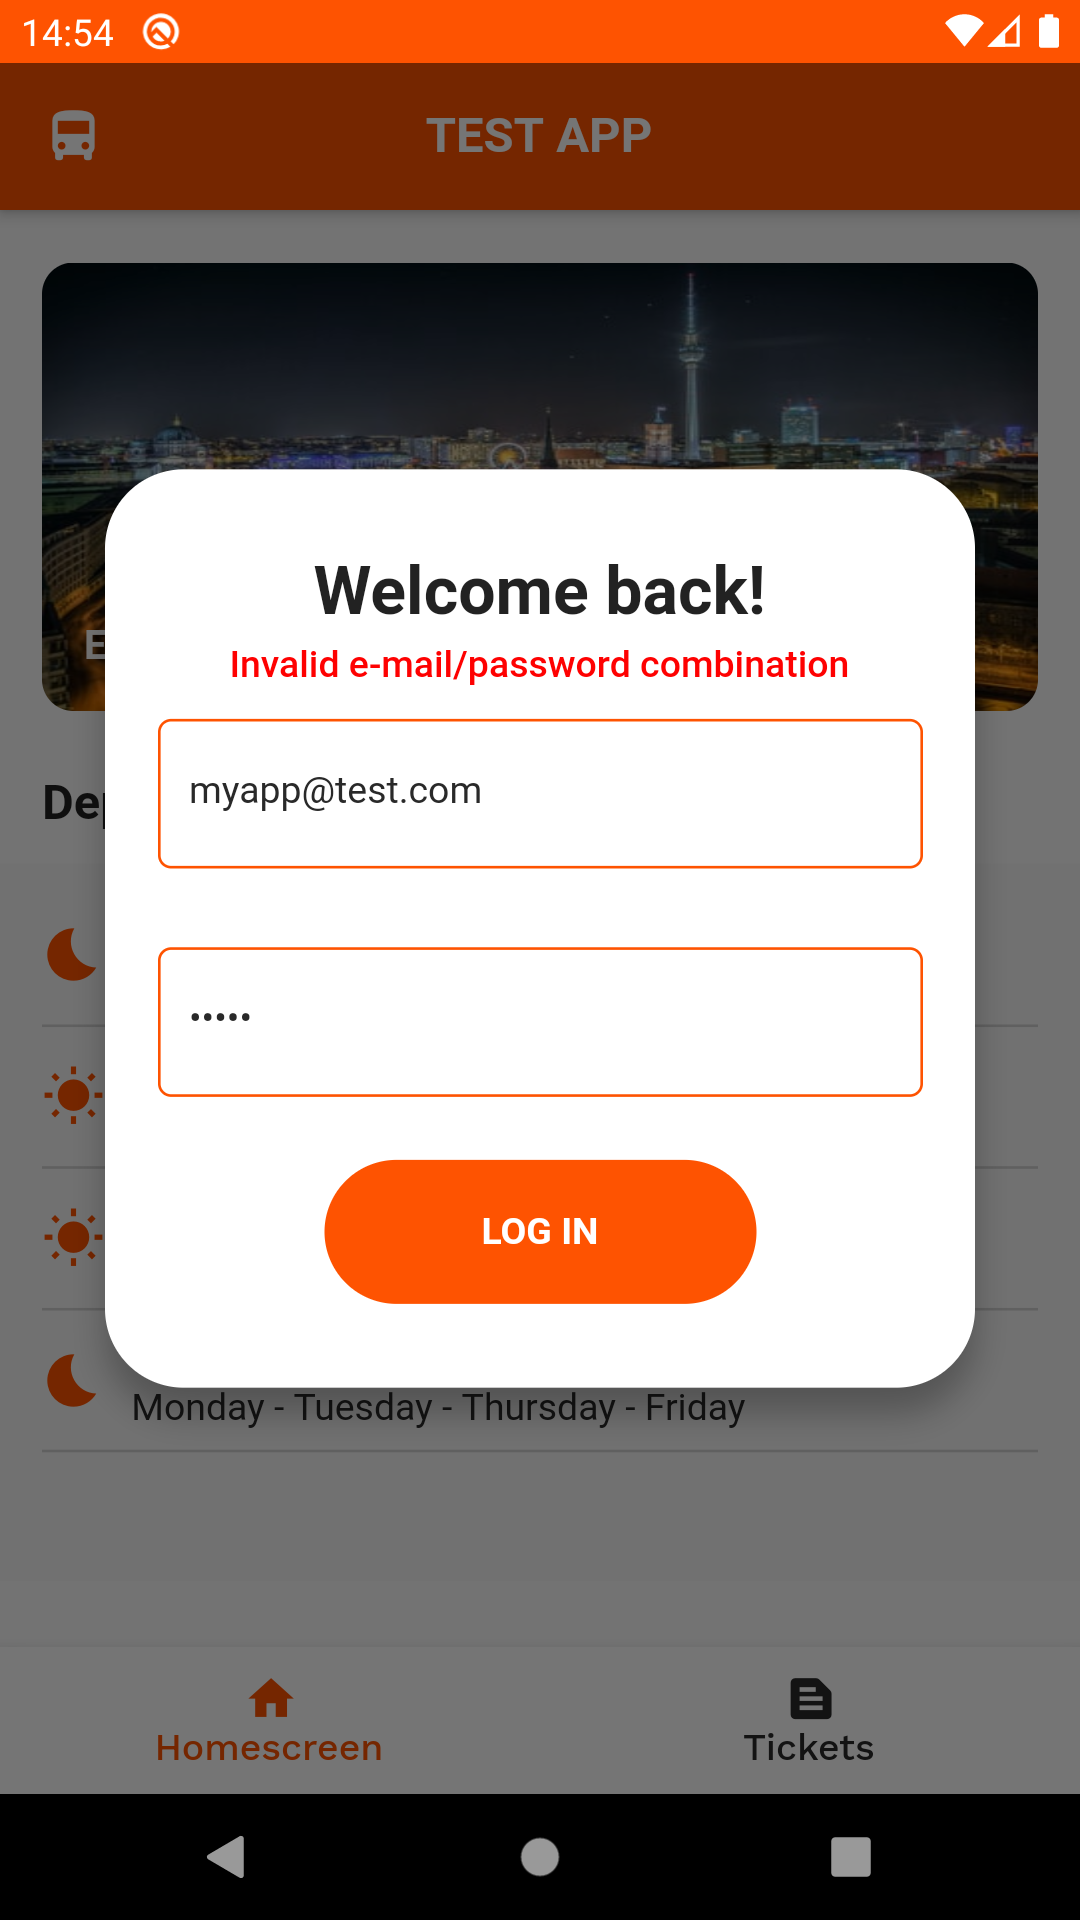 14:54
TEST APP
Welcome back!
Invalid e-mail/password combination
myapp@test.com
•••••
LOG IN
Monday - Tuesday - Thursday - Friday
Homescreen
Tickets